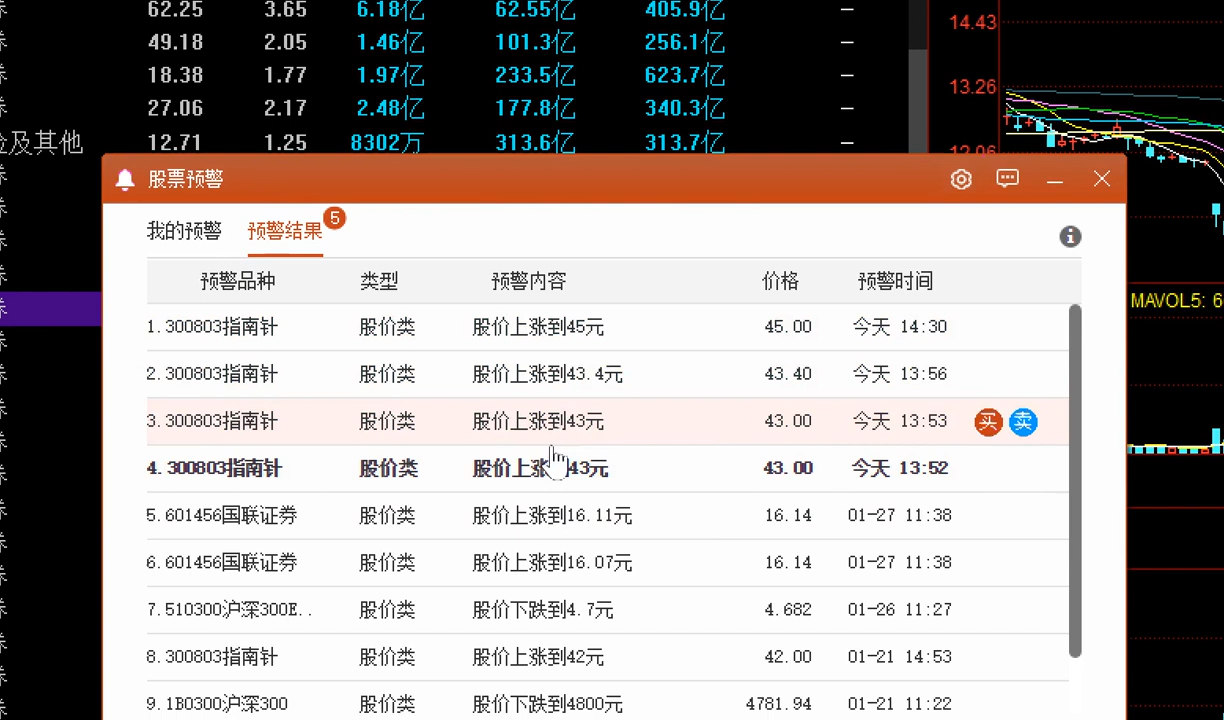 62.25 3.65 6.18亿 62.55亿 405.9亿 —
49.18 2.05 1.46亿 101.3亿 256.1亿 —
18.38 1.77 1.97亿 233.5亿 623.7亿 —
27.06 2.17 2.48亿 177.8亿 340.3亿 —
及其他 12.71 1.25 8302万 313.6亿 313.7亿 —
14.43
13.26
12.06
股票预警
我的预警 预警结果 5
预警品种 类型 预警内容 价格 预警时间
1.300803指南针 股价类 股价上涨到45元 45.00 今天 14:30
2.300803指南针 股价类 股价上涨到43.4元 43.40 今天 13:56
3.300803指南针 股价类 股价上涨到43元 43.00 今天 13:53 买 卖
4.300803指南针 股价类 股价上涨43元 43.00 今天 13:52
5.601456国联证券 股价类 股价上涨到16.11元 16.14 01-27 11:38
6.601456国联证券 股价类 股价上涨到16.07元 16.14 01-27 11:38
7.510300沪深300E.. 股价类 股价下跌到4.7元 4.682 01-26 11:27
8.300803指南针 股价类 股价上涨到42元 42.00 01-21 14:53
9.1B0300沪深300 股价类 股价下跌到4800元 4781.94 01-21 11:22
MAVOL5: 6